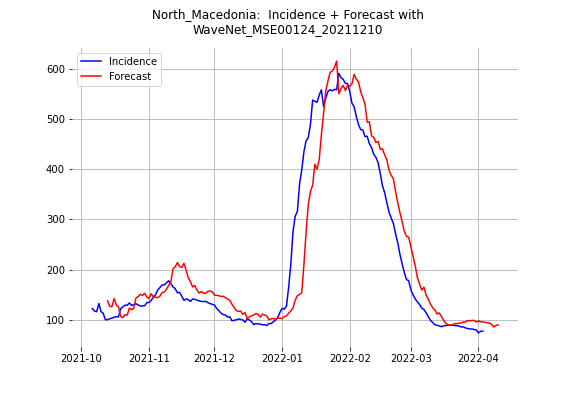 North_Macedonia:  Incidence + Forecast with
WaveNet_MSE00124_20211210
Incidence
Forecast
600
500
400
300
200
100
2021-10 2021-11 2021-12 2022-01 2022-02 2022-03 2022-04